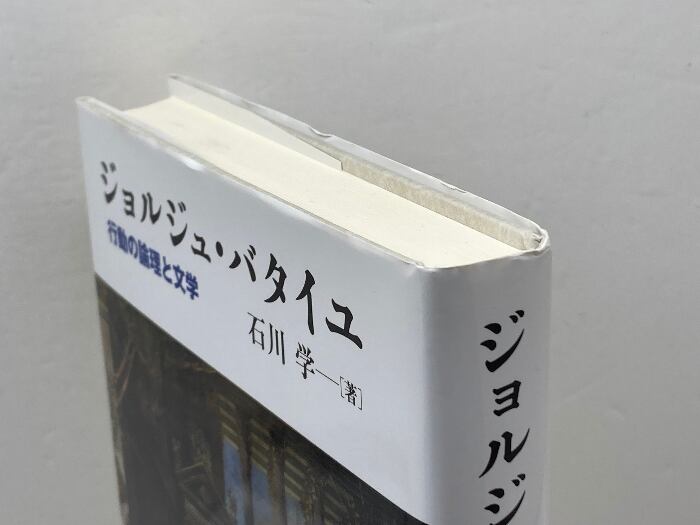 ジョルジュ・バタイユ
行動の論理と文学
石川 学―[著]
ジョルジ